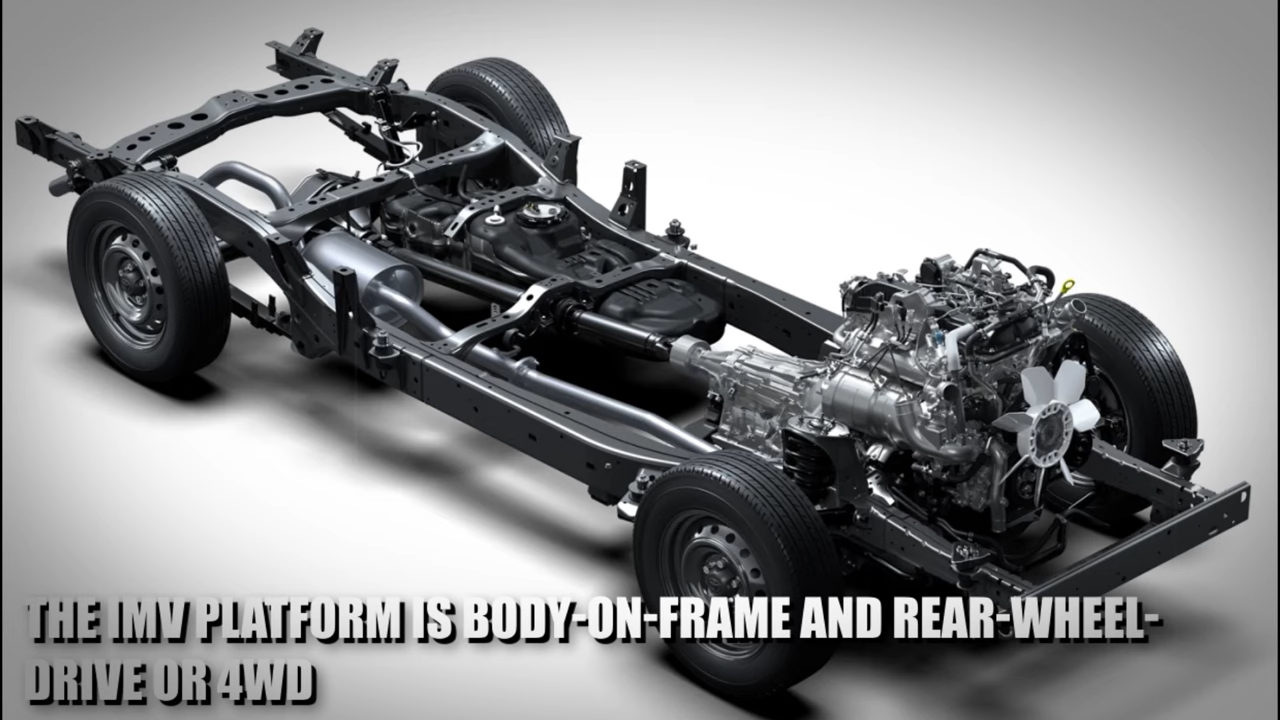 THE IMV PLATFORM IS BODY-ON-FRAME AND REAR-WHEEL-
DRIVE OR 4WD